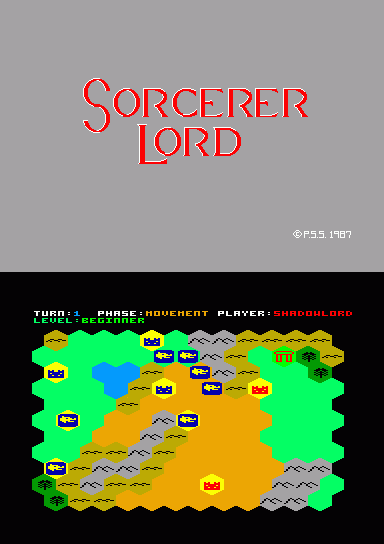 SORCERER
LORD
© P.S.S. 1987
TURN:1 PHASE:MOVEMENT PLAYER:SHADOWLORD
LEVEL:BEGINNER